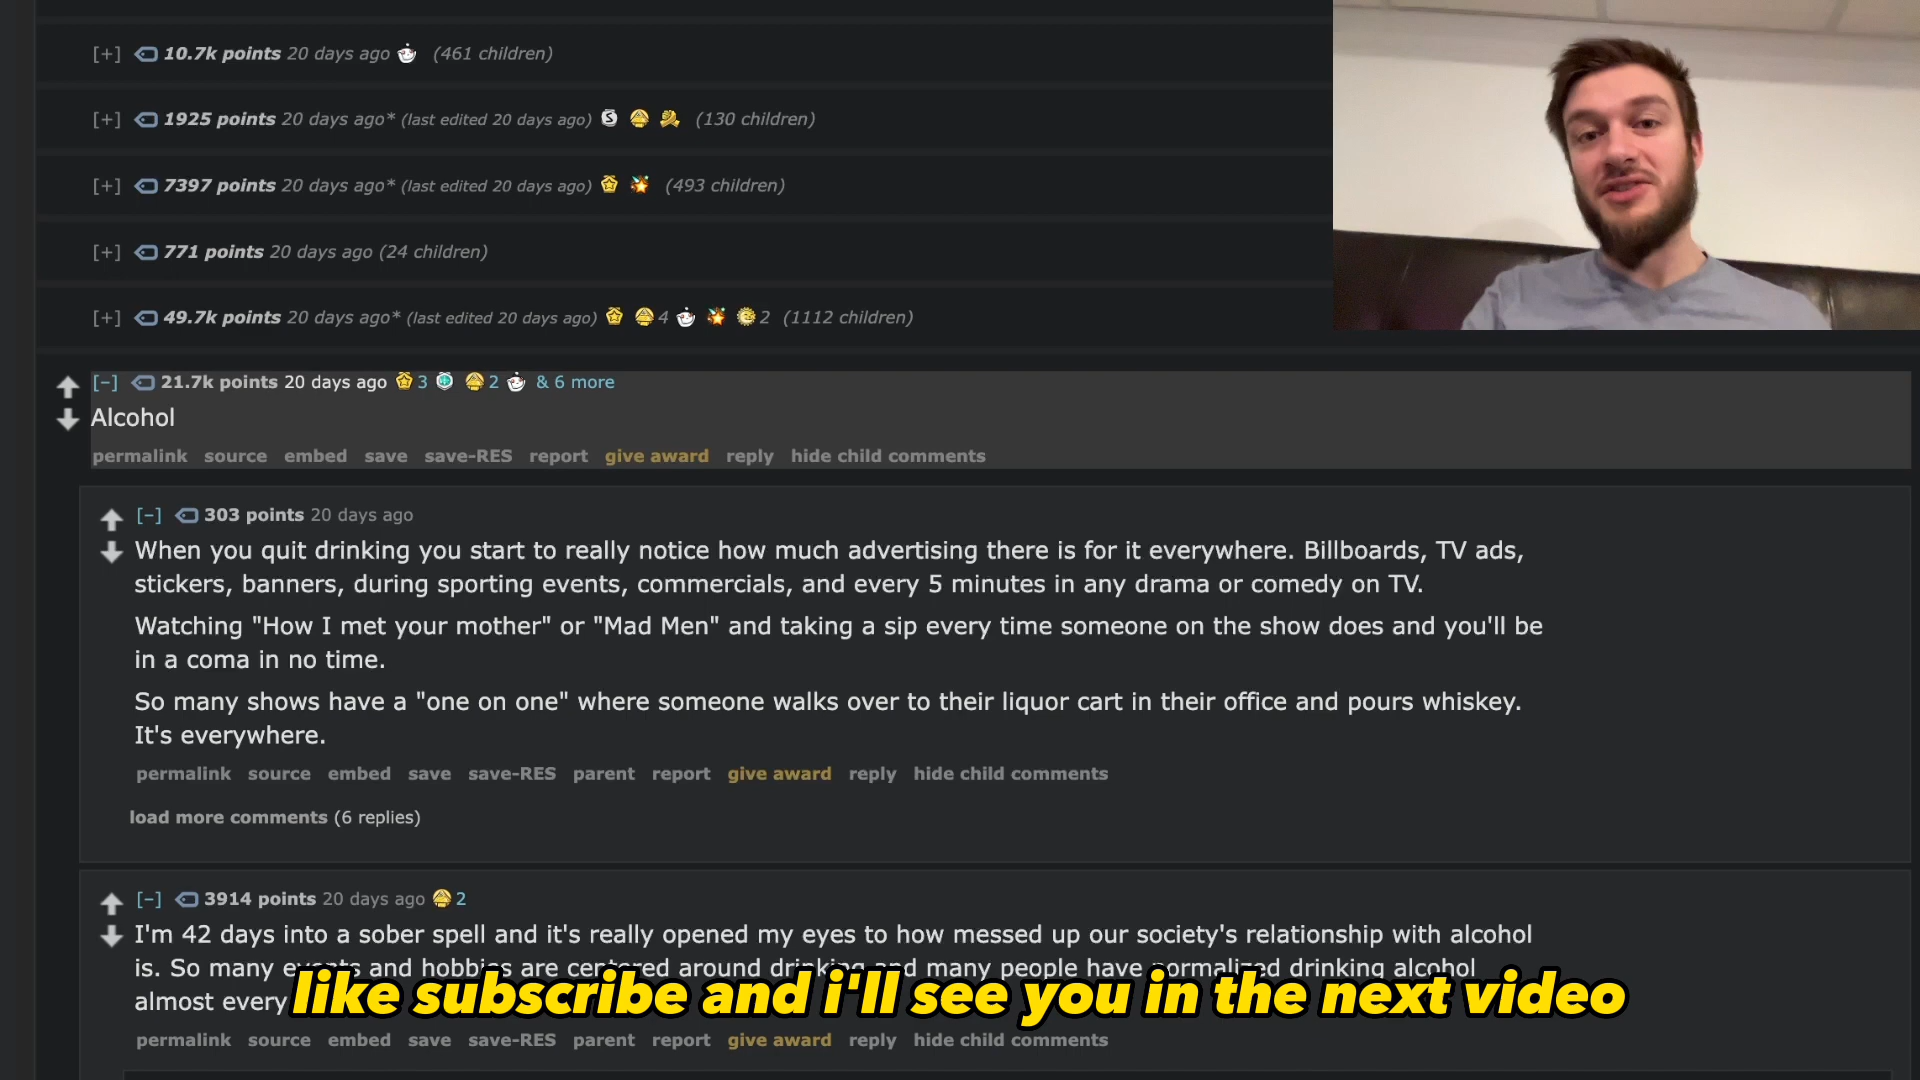 [+] 10.7k points 20 days ago (461 children)
[+] 1925 points 20 days ago* (last edited 20 days ago) S (130 children)
[+] 7397 points 20 days ago* (last edited 20 days ago) (493 children)
[+] 771 points 20 days ago (24 children)
[+] 49.7k points 20 days ago* (last edited 20 days ago) 4 2 (1112 children)
[–] 21.7k points 20 days ago 3 2 & 6 more
Alcohol
permalink source embed save save-RES report give award reply hide child comments
[–] 303 points 20 days ago
When you quit drinking you start to really notice how much advertising there is for it everywhere. Billboards, TV ads,
stickers, banners, during sporting events, commercials, and every 5 minutes in any drama or comedy on TV.
Watching "How I met your mother" or "Mad Men" and taking a sip every time someone on the show does and you'll be
in a coma in no time.
So many shows have a "one on one" where someone walks over to their liquor cart in their office and pours whiskey.
It's everywhere.
permalink source embed save save-RES parent report give award reply hide child comments
load more comments (6 replies)
[–] 3914 points 20 days ago 2
I'm 42 days into a sober spell and it's really opened my eyes to how messed up our society's relationship with alcohol
is. So many events and hobbies are centered around drinking and many people have normalized drinking alcohol
almost every
like subscribe and i'll see you in the next video
permalink source embed save save-RES parent report give award reply hide child comments